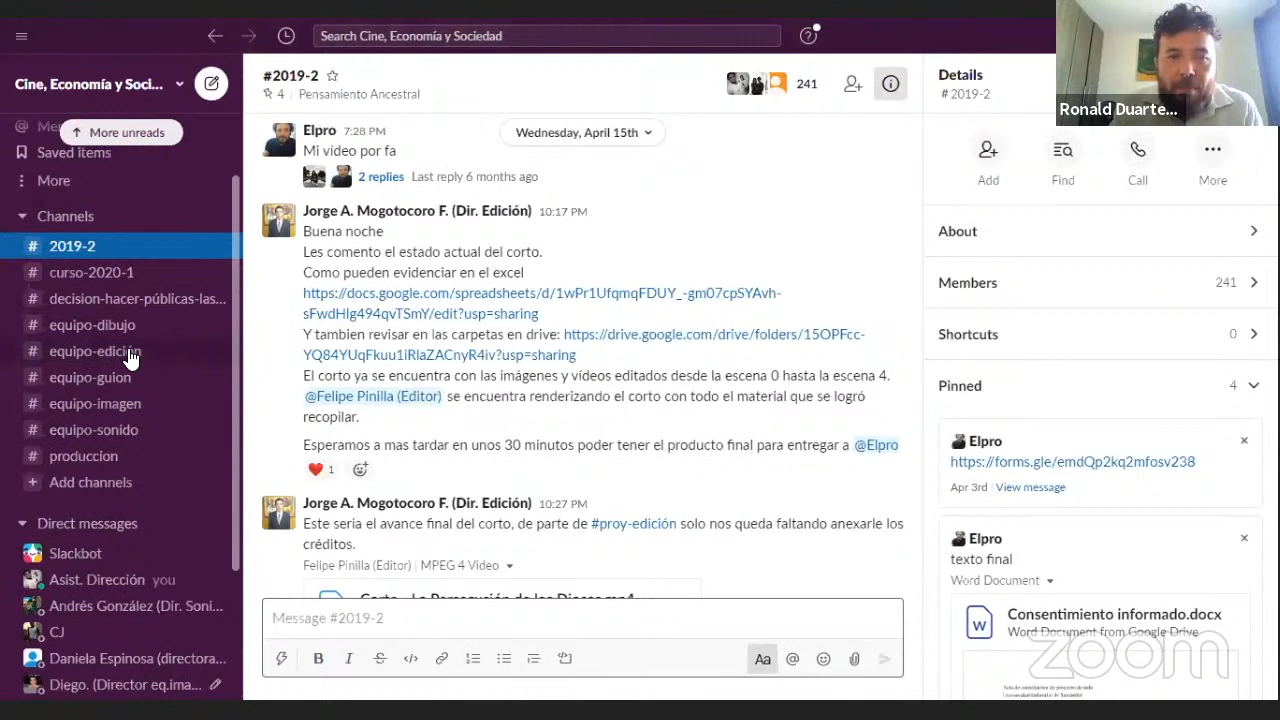 Search Cine, Economía y Sociedad
Cine, Economía y Soci...
More unreads
Saved items
More
Channels
# 2019-2
# curso-2020-1
# decision-hacer-públicas-las...
# equipo-dibujo
# equipo-edición
# equipo-guion
# equipo-imagen
# equipo-sonido
# produccion
+ Add channels
Direct messages
Slackbot
Asist. Dirección you
Andrés González (Dir. Soni...
CJ
Daniela Espinosa (directora...
Diego. (Director eq.ima...
#2019-2
4 Pensamiento Ancestral
241
Wednesday, April 15th
Elpro 7:28 PM
Mi vídeo por fa
2 replies Last reply 6 months ago
Jorge A. Mogotocoro F. (Dir. Edición) 10:17 PM
Buena noche
Les comento el estado actual del corto.
Como pueden evidenciar en el excel
https://docs.google.com/spreadsheets/d/1wPr1UfqmqFDUY_-gm07cpSYAvh-
sFwdHlg494qvTSmY/edit?usp=sharing
Y tambien revisar en las carpetas en drive: https://drive.google.com/drive/folders/15OPFcc-
YQ84YUqFkuu1iRlaZACnyR4iv?usp=sharing
El corto ya se encuentra con las imágenes y vídeos editados desde la escena 0 hasta la escena 4.
@Felipe Pinilla (Editor) se encuentra renderizando el corto con todo el material que se logró
recopilar.
Esperamos a mas tardar en unos 30 minutos poder tener el producto final para entregar a @Elpro
1
Jorge A. Mogotocoro F. (Dir. Edición) 10:27 PM
Este seria el avance final del corto, de parte de #proy-edición solo nos queda faltando anexarle los
créditos.
Felipe Pinilla (Editor) | MPEG 4 Video
Corto - La Persecución de los Dioses.mp4
Message #2019-2
Aa
Details
# 2019-2
Ronald Duarte...
Add Find Call More
About
Members 241
Shortcuts 0
Pinned 4
Elpro
https://forms.gle/emdQp2kq2mfosv238
Apr 3rd View message
Elpro
texto final
Word Document
Consentimiento informado.docx
Word Document from Google Drive
zoom